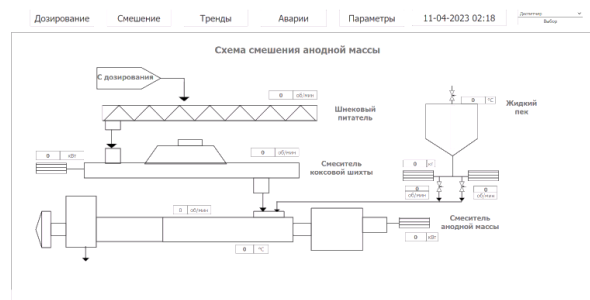 Дозирование
Смешение
Тренды
Аварии
Параметры
11-04-2023 02:18
Диспетчер
Выбор
Схема смешения анодной массы
С дозирования
0 об/мин
0 °C
Шнековый
питатель
Жидкий
пек
0 кВт
0 об/мин
Смеситель
коксовой шихты
0 кг
0
об/мин
0
об/мин
0 об/мин
Смеситель
анодной массы
0 кВт
0 °C